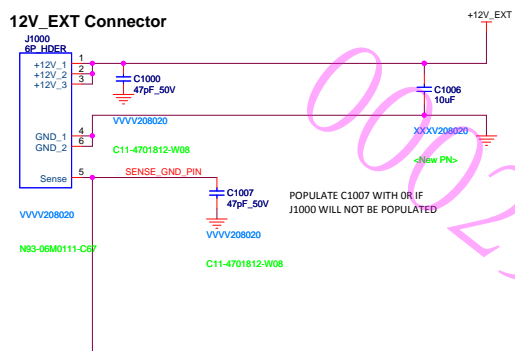 12V_EXT Connector
+12V_EXT
J1000
6P_HDER
+12V_1 1
+12V_2 2
+12V_3 3
C1000
47pF_50V
C1006
10uF
VVVV208020
XXXV208020
GND_1 4
GND_2 6
C11-4701812-W08
<New PN>
Sense 5
SENSE_GND_PIN
C1007
47pF_50V
POPULATE C1007 WITH 0R IF
J1000 WILL NOT BE POPULATED
VVVV208020
VVVV208020
N93-06M0111-C67
C11-4701812-W08